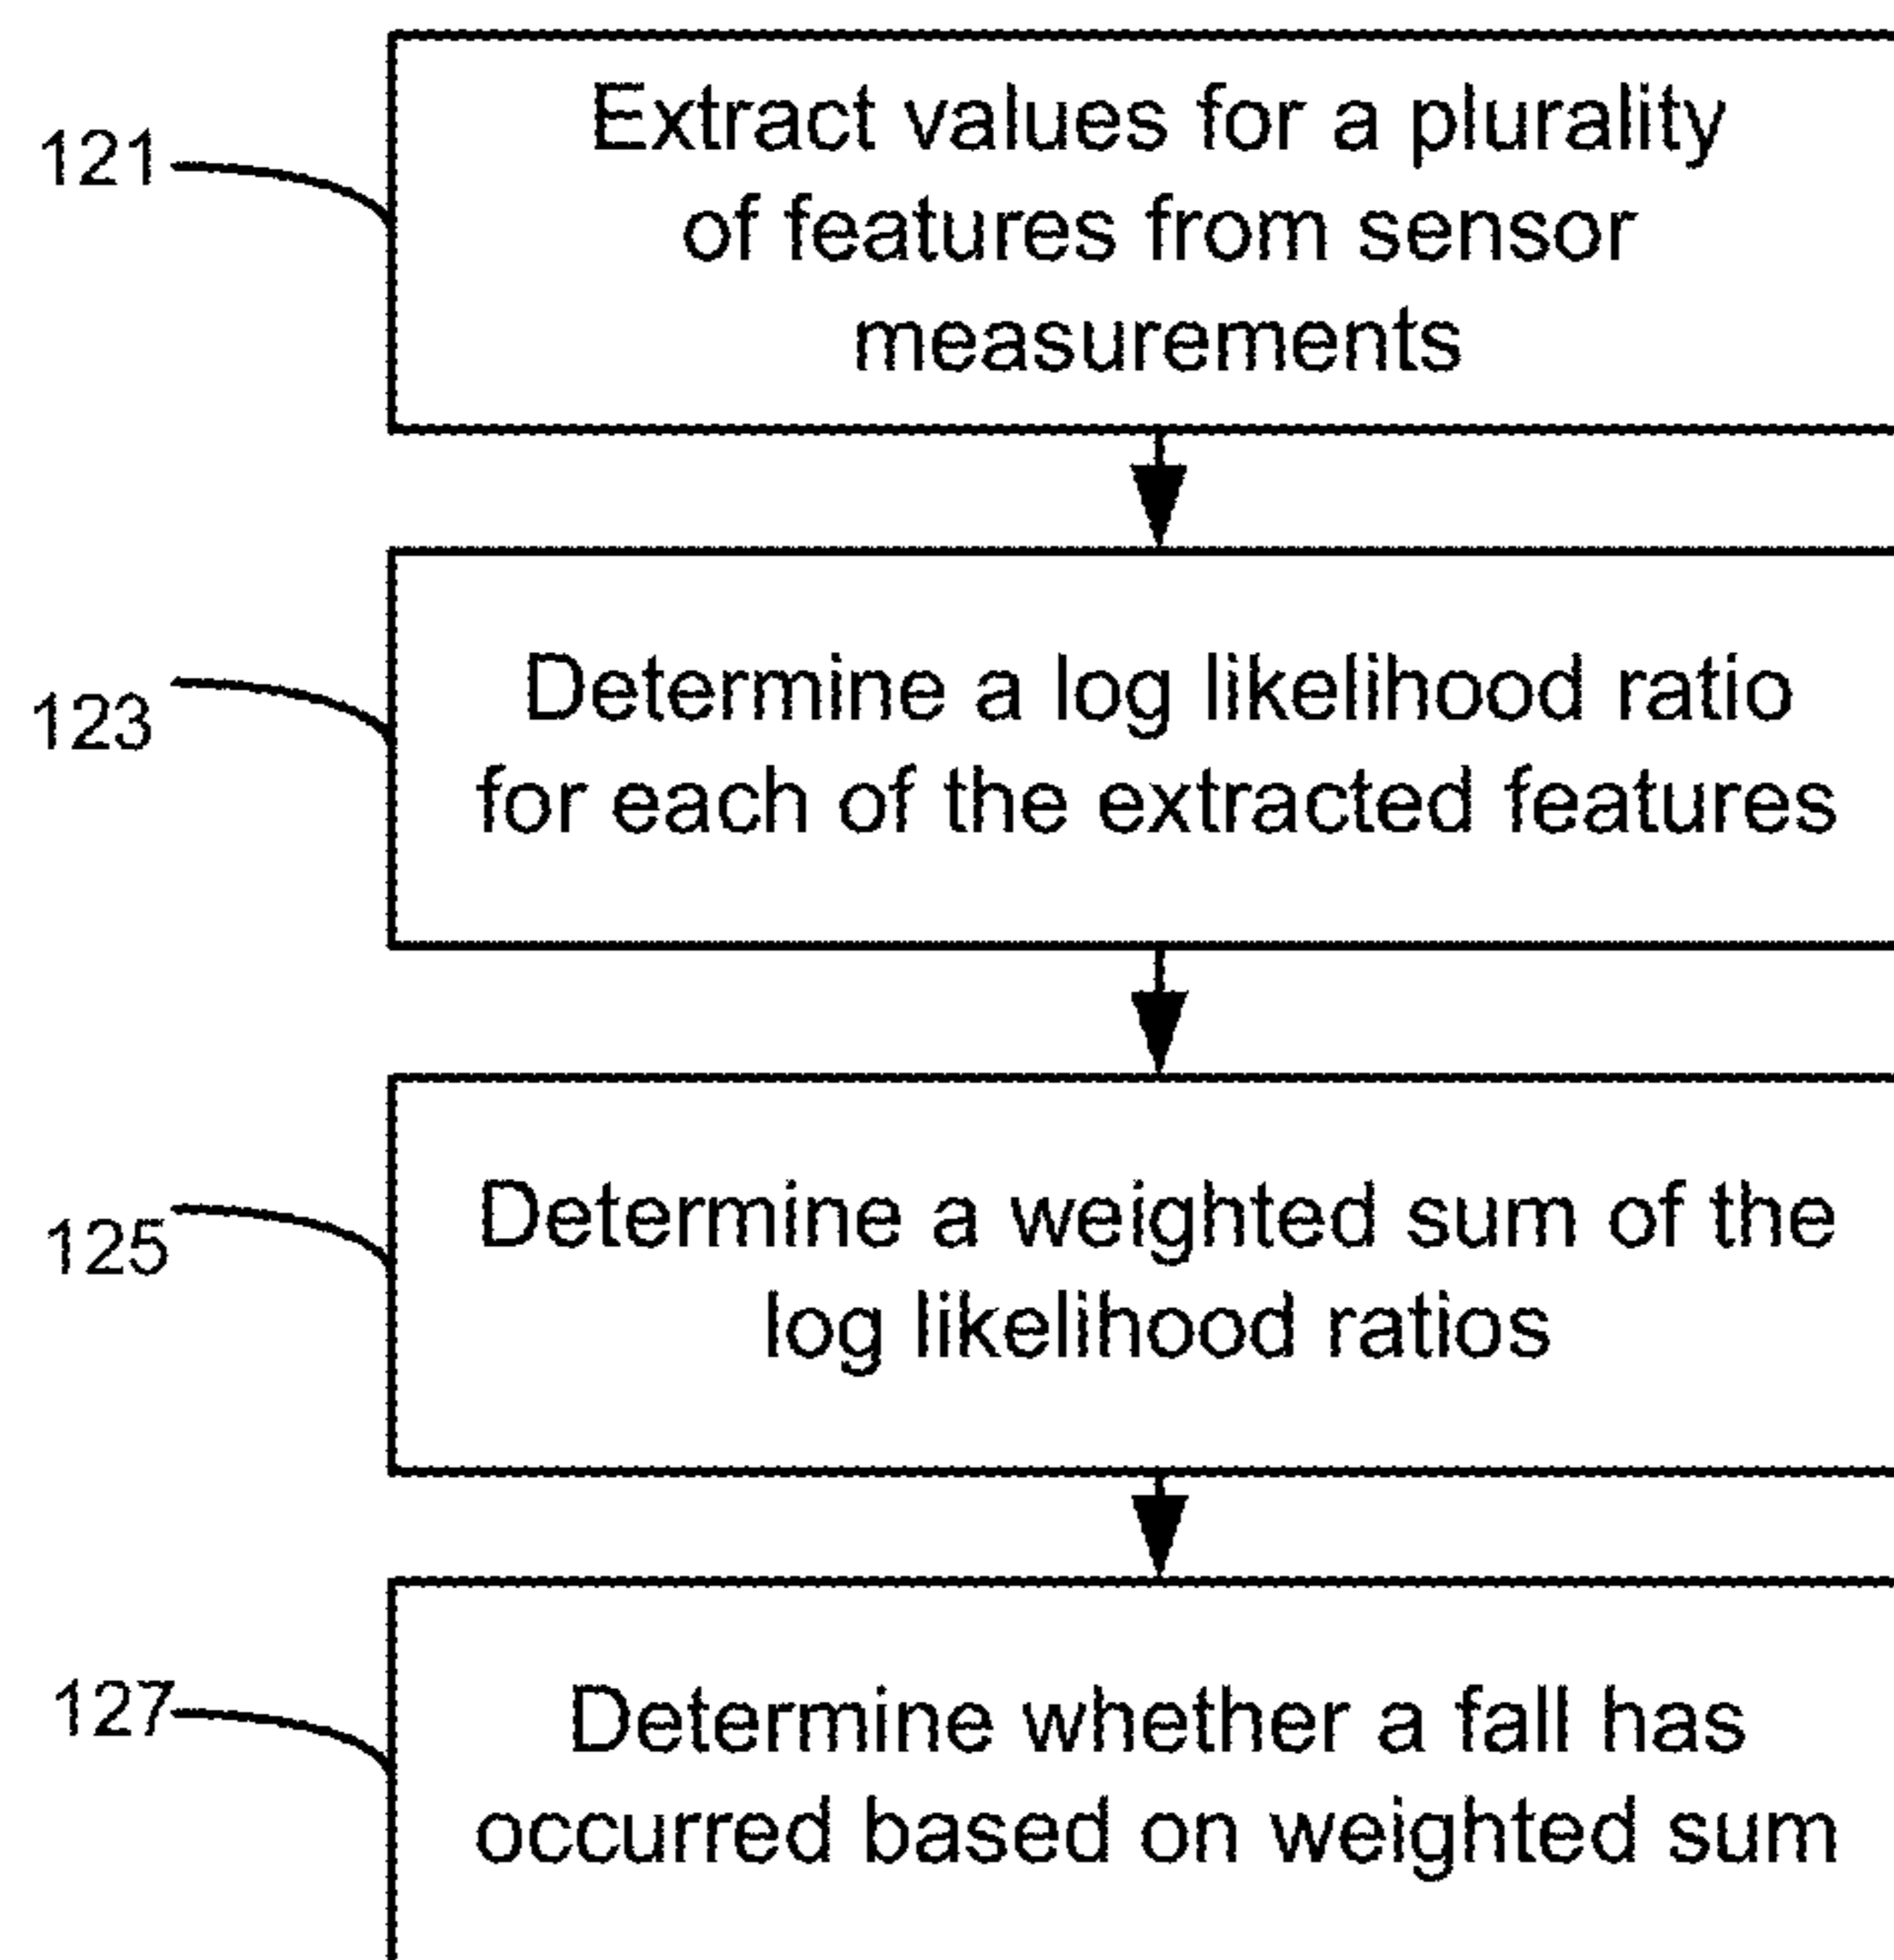 121
Extract values for a plurality
of features from sensor
measurements
123
Determine a log likelihood ratio
for each of the extracted features
125
Determine a weighted sum of the
log likelihood ratios
127
Determine whether a fall has
occurred based on weighted sum